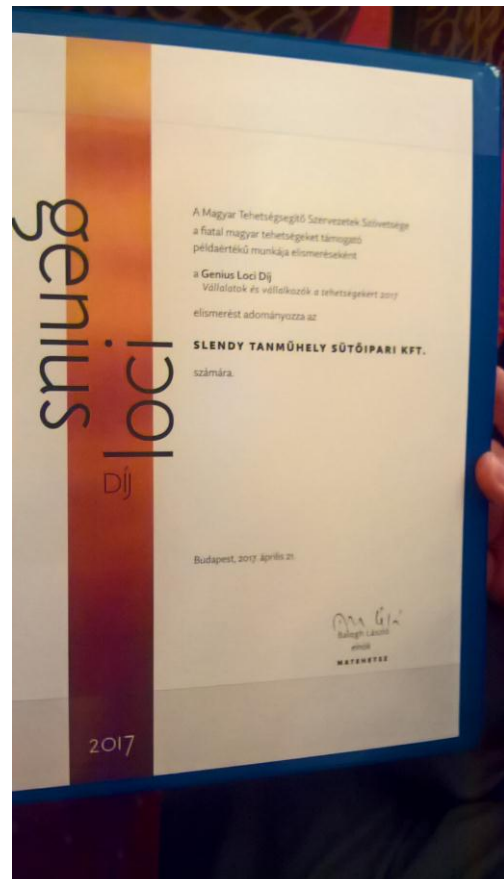 genius
loci
Díj
2017
A Magyar Tehetségsegítő Szervezetek Szövetsége
a fiatal magyar tehetségeket támogató
példaértékű munkája elismeréseként
a Genius Loci Díj
Vállalatok és vállalkozók a tehetségekért 2017
elismerést adományozza az
SLENDY TANMŰHELY SÜTŐIPARI KFT.
számára.
Budapest, 2017. április 21.
Balogh László
elnök
MATEHETSZ